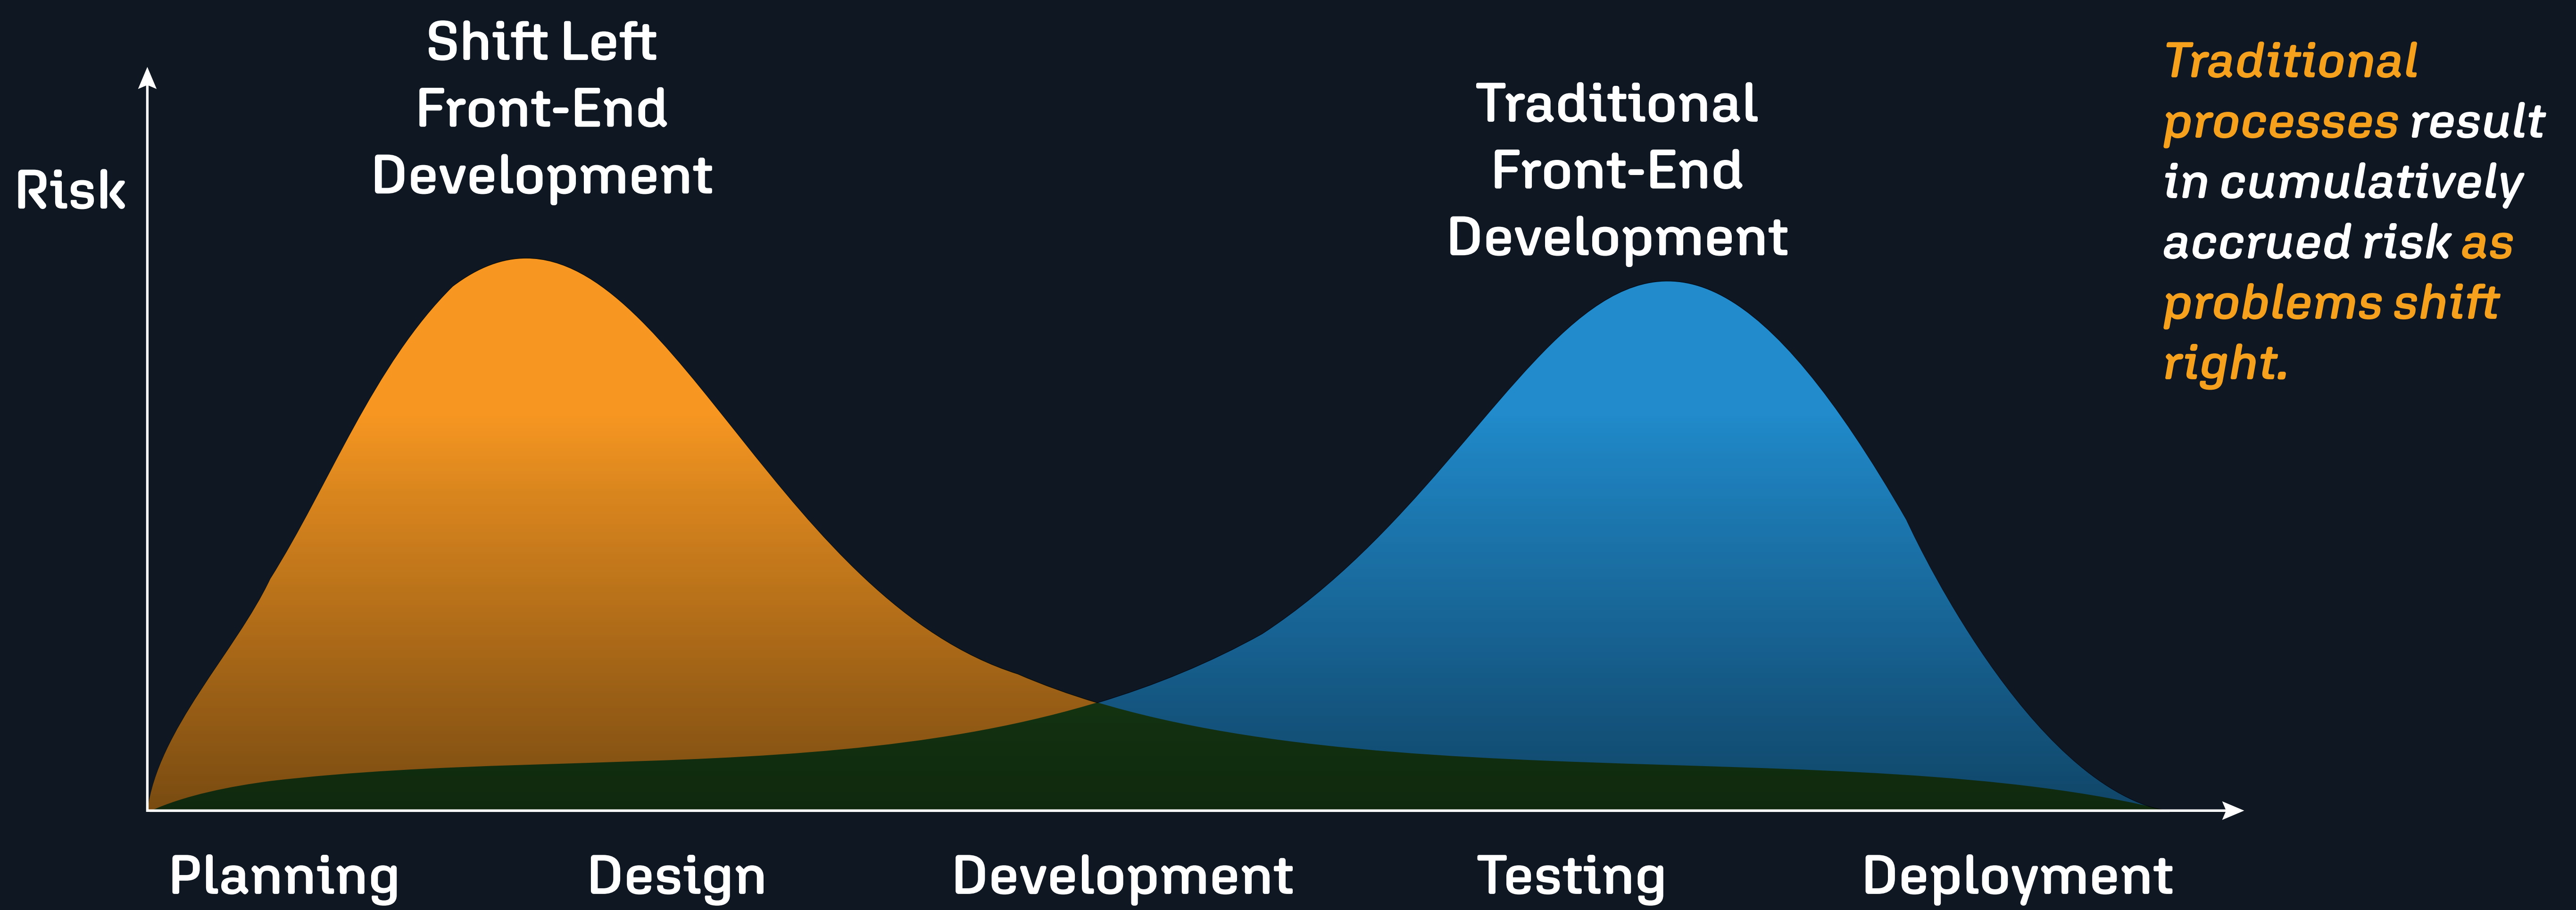 Shift Left
Front-End
Development
Traditional
Front-End
Development
Traditional
processes result
in cumulatively
accrued risk as
problems shift
right.
Risk
Planning
Design
Development
Testing
Deployment